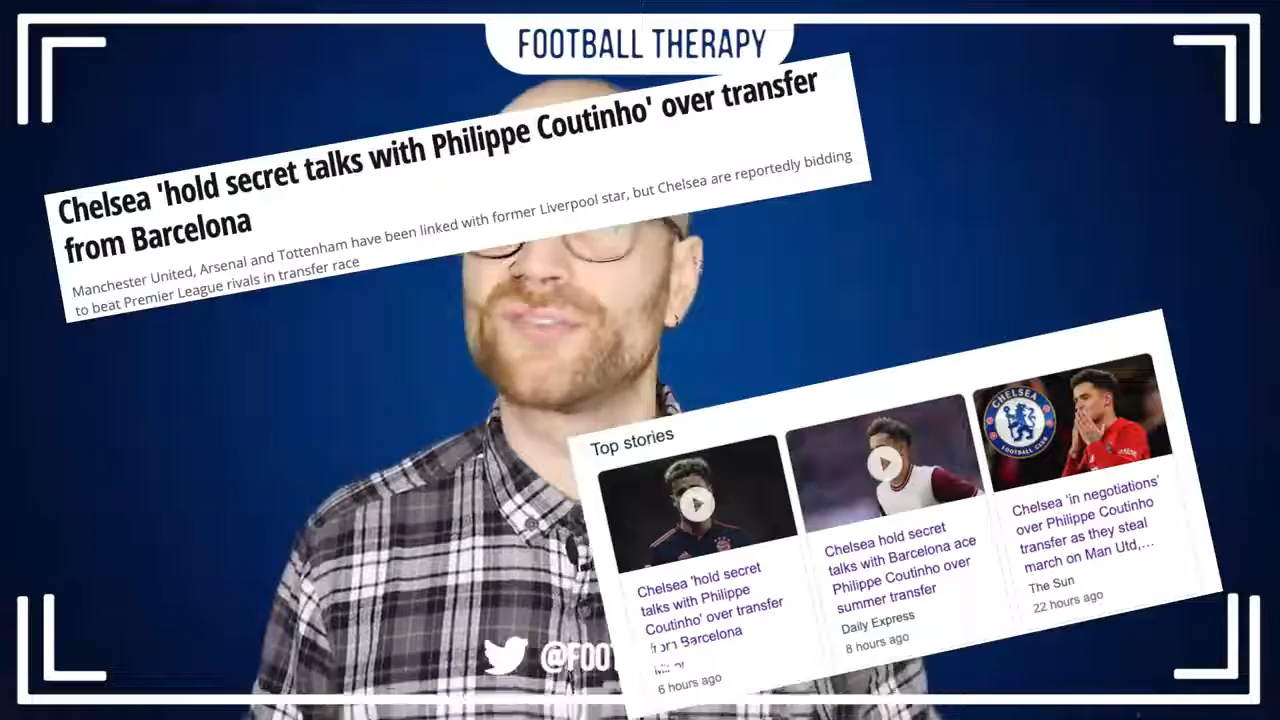 FOOTBALL THERAPY
Chelsea 'hold secret talks with Philippe Coutinho' over transfer
from Barcelona
Manchester United, Arsenal and Tottenham have been linked with former Liverpool star, but Chelsea are reportedly bidding
to beat Premier League rivals in transfer race
Top stories
Chelsea 'hold secret
talks with Philippe
Coutinho' over transfer
from Barcelona
6 hours ago
Chelsea hold secret
talks with Barcelona ace
Philippe Coutinho over
summer transfer
Daily Express
8 hours ago
CHELSEA
FOOTBALL CLUB
Chelsea 'in negotiations'
over Philippe Coutinho
transfer as they steal
march on Man Utd,...
The Sun
22 hours ago
@FOOT